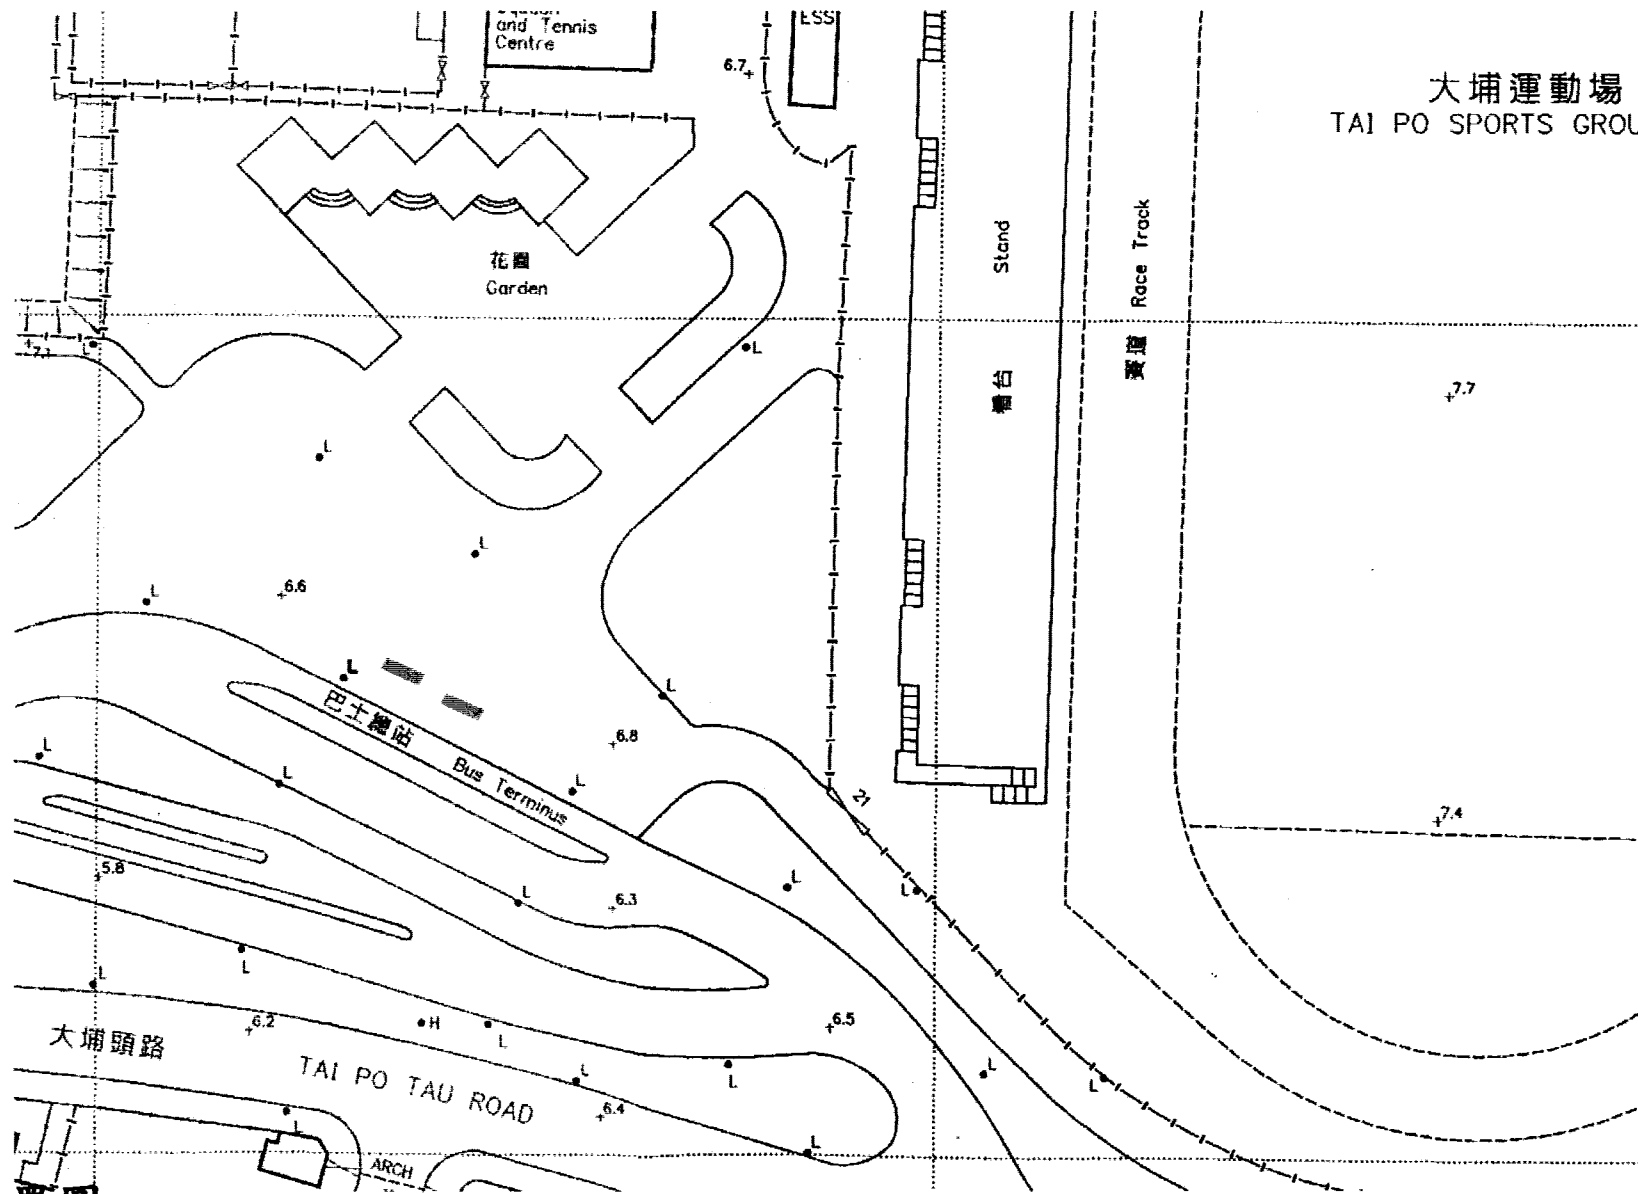 and Tennis
Centre
ESS
6.7
大埔運動場
TAI PO SPORTS GROU
花園
Garden
Stand
Race Track
看台
賽道
7.1
L
L
7.7
L
L
L
6.6
L
L
巴士總站
Bus Terminus
6.8
L
L
L
21
7.4
5.8
L
6.3
L
L
L
L
6.2
H
L
6.5
大埔頭路
TAI PO TAU ROAD
L
L
L
L
6.4
L
L
ARCH